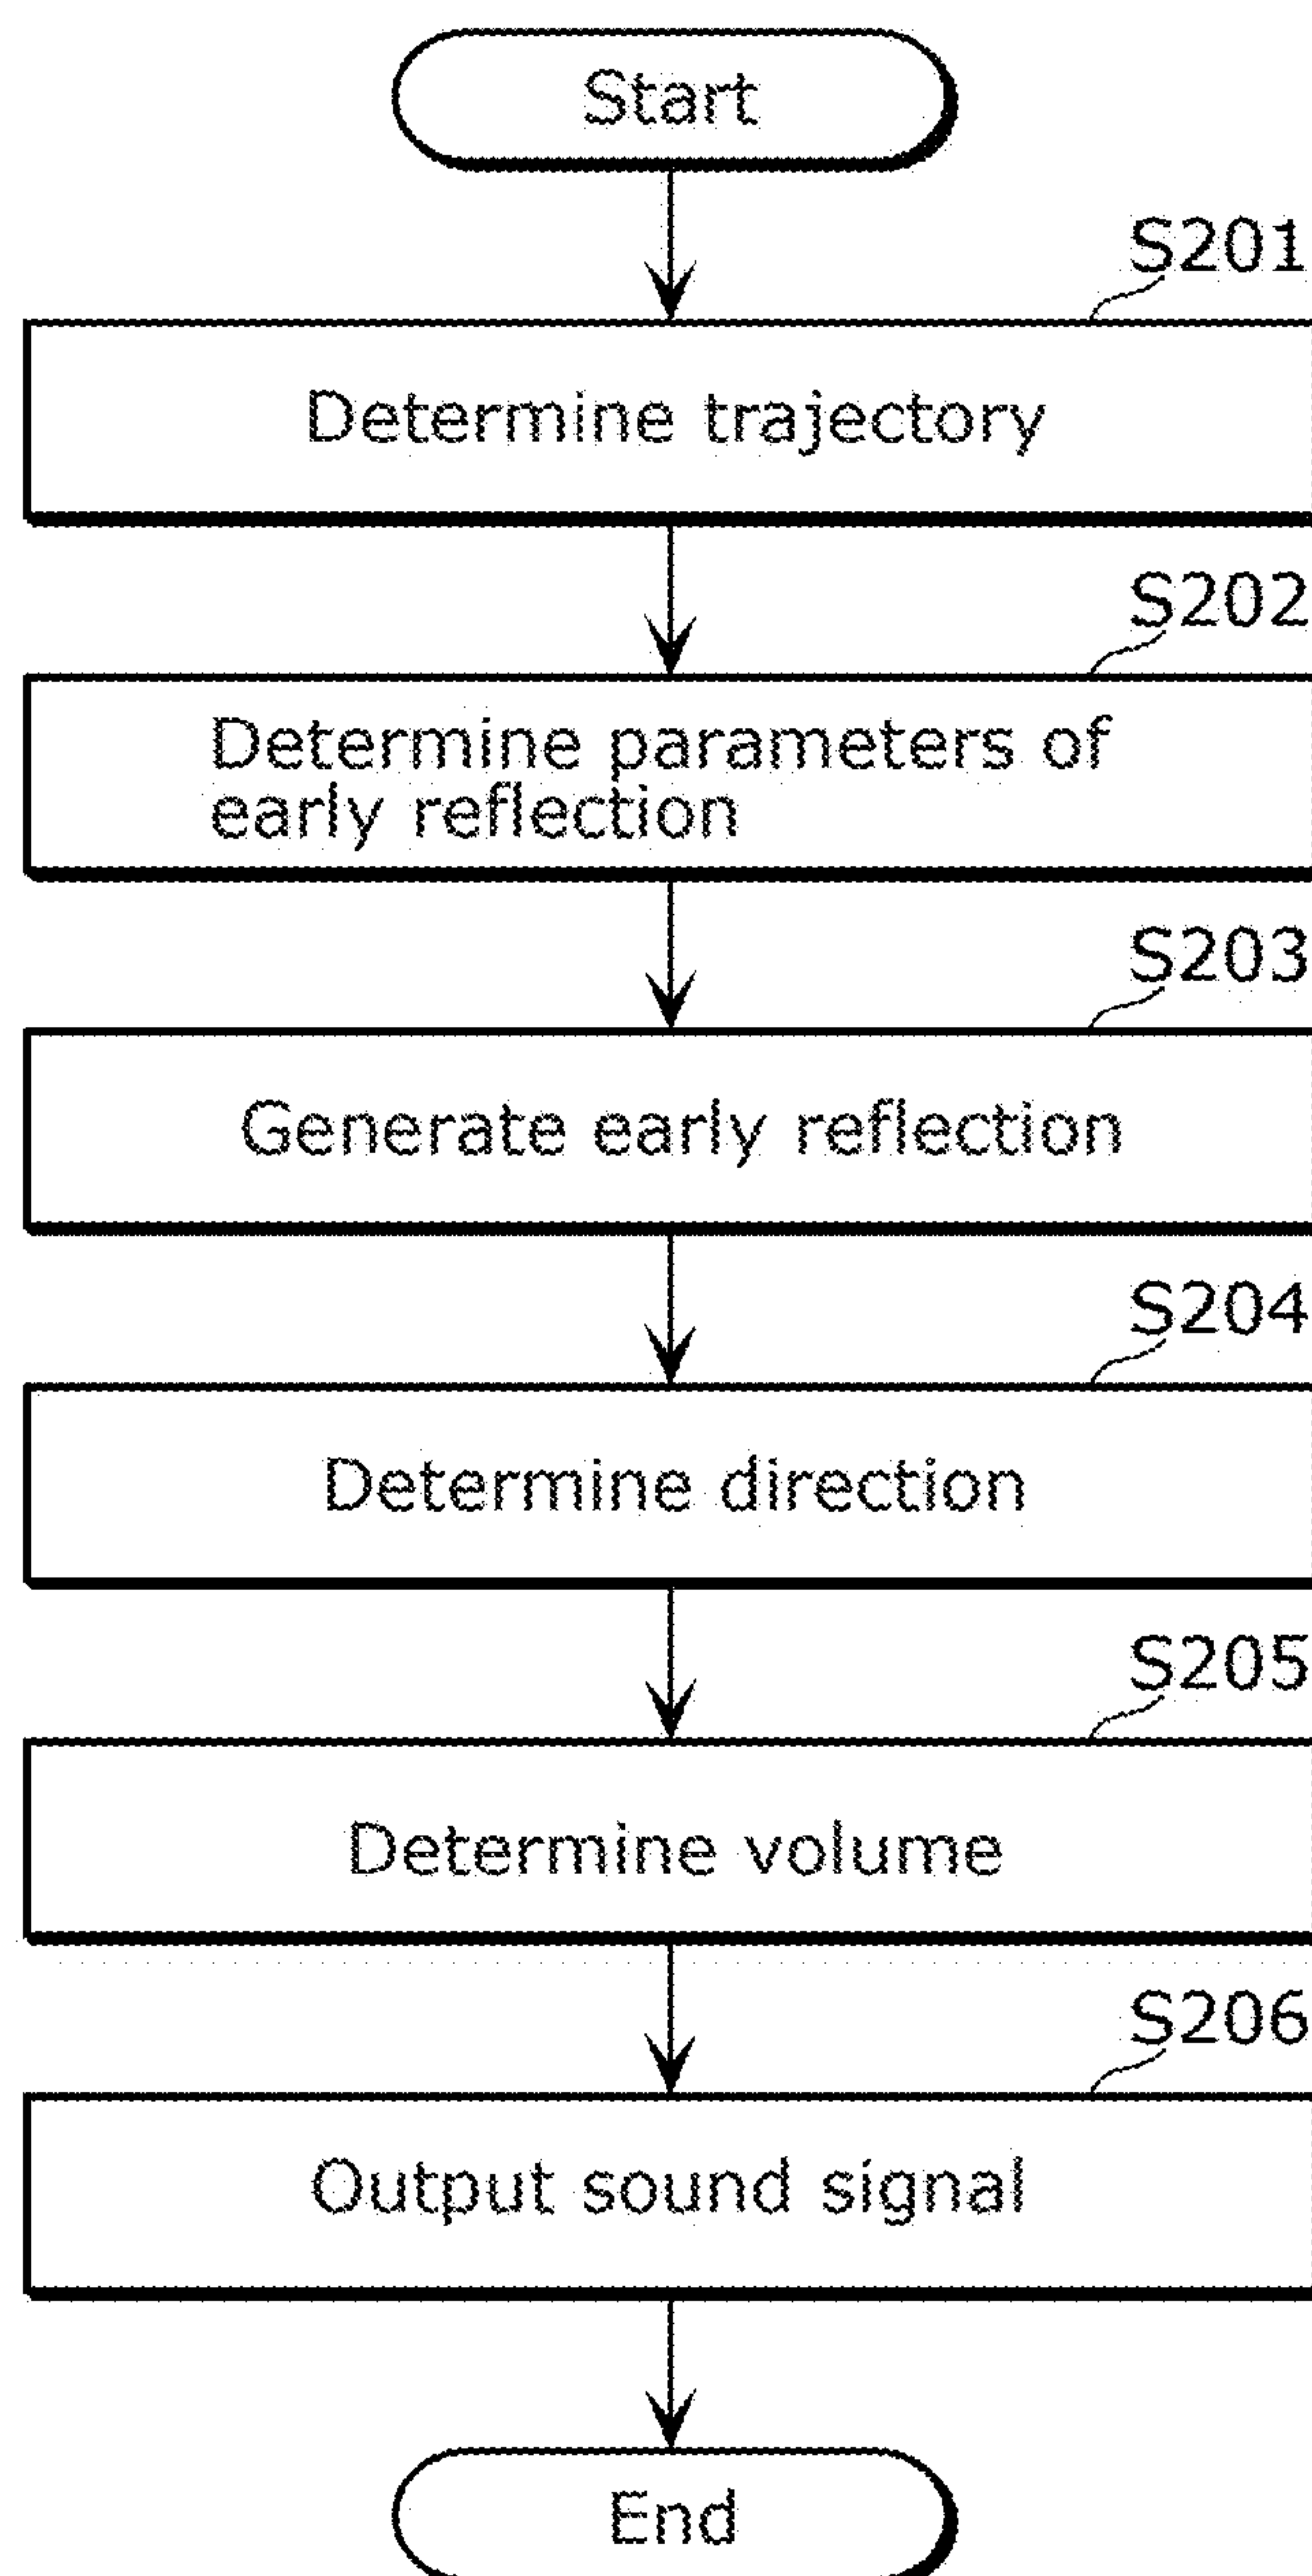 Start
S201
Determine trajectory
S202
Determine parameters of
early reflection
S203
Generate early reflection
S204
Determine direction
S205
Determine volume
S206
Output sound signal
End